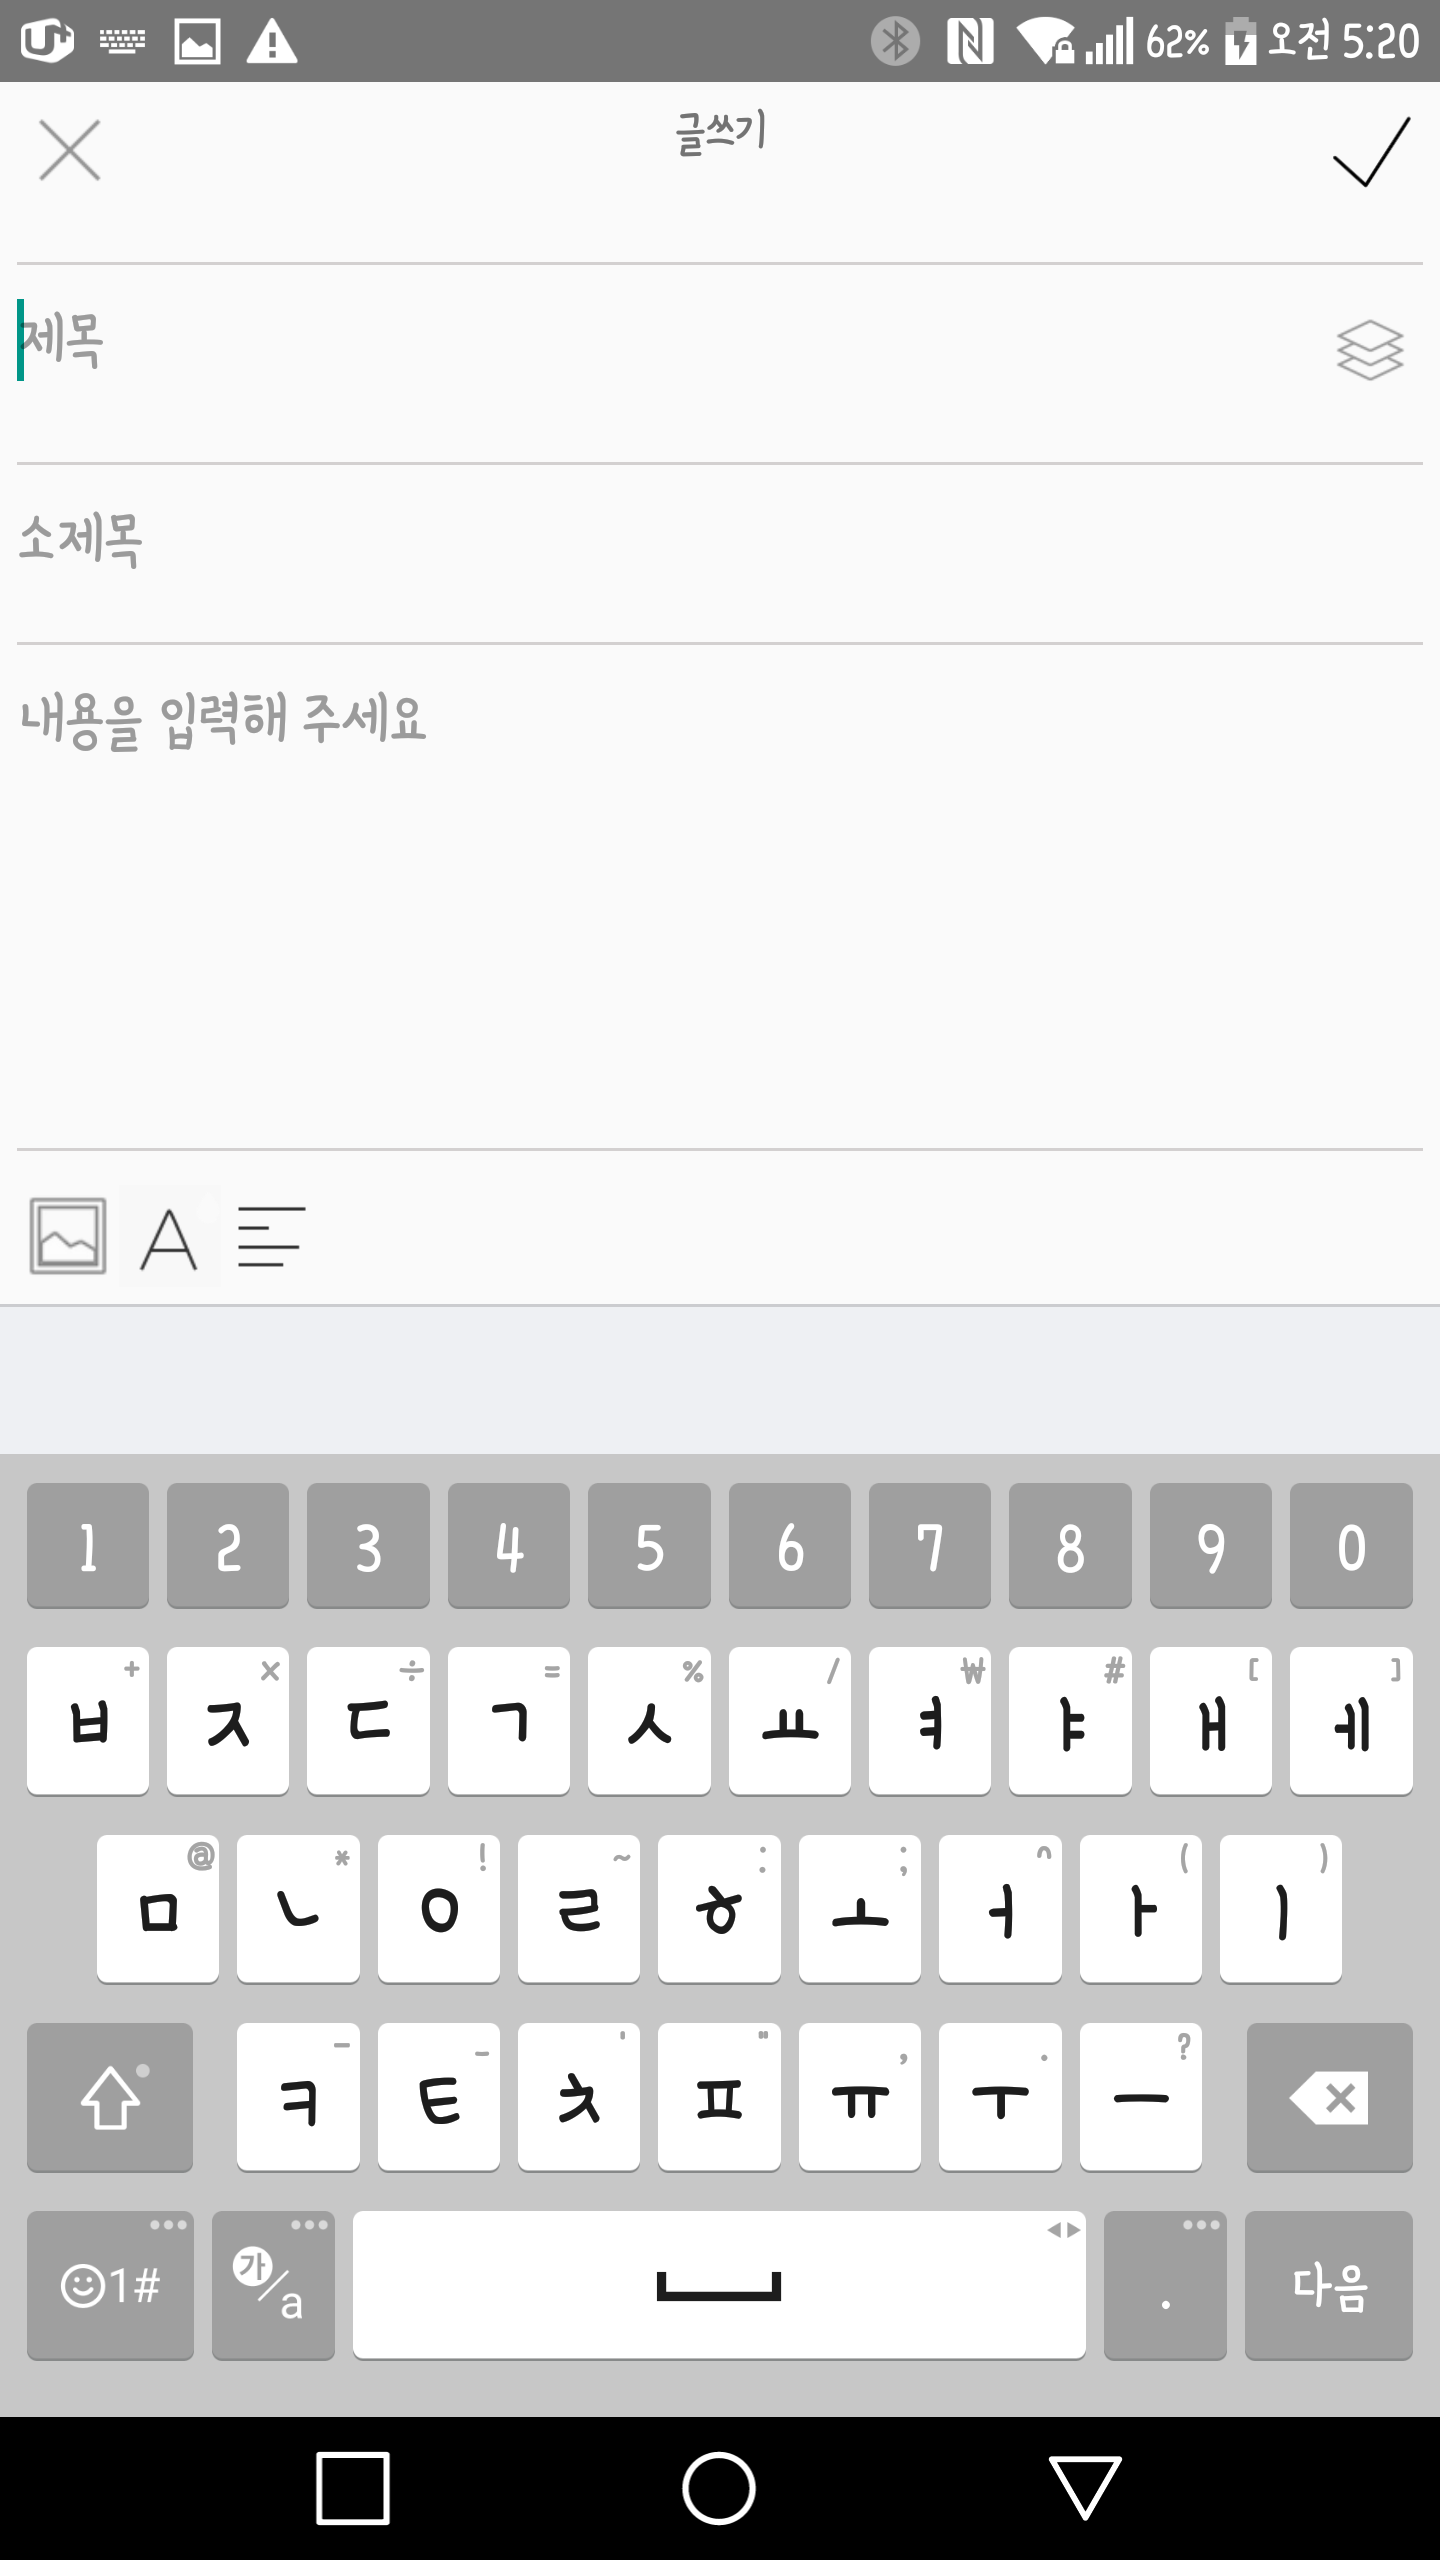 U+ 62% 오전 5:20
글쓰기
제목
소제목
내용을 입력해 주세요
A
1 2 3 4 5 6 7 8 9 0
+ × ÷ = % / ₩ # [ ]
ㅂ ㅈ ㄷ ㄱ ㅅ ㅛ ㅕ ㅑ ㅐ ㅔ
@ * ! ~ : ; ^ ( )
ㅁ ㄴ ㅇ ㄹ ㅎ ㅗ ㅓ ㅏ ㅣ
- _ ' " , . ?
ㅋ ㅌ ㅊ ㅍ ㅠ ㅜ ㅡ
1# 가/a . 다음